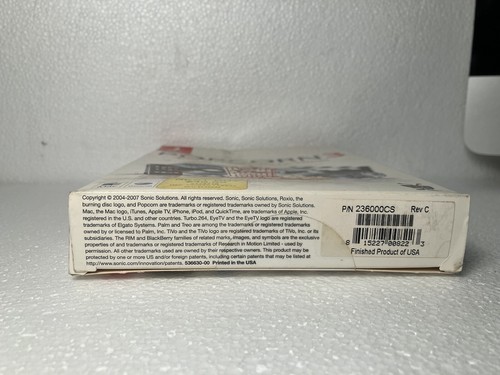 POPCORN 3
Copyright © 2004-2007 Sonic Solutions. All rights reserved, Sonic, Sonic Solutions, Roxio, the
burning disc logo, and Popcorn are trademarks or registered trademarks owned by Sonic Solutions.
Mac, the Mac logo, iTunes, Apple TV, iPhone, iPod, and QuickTime, are trademarks of Apple, Inc.
registered in the U.S. and other countries. Turbo.264, EyeTV and the EyeTV logo are registered
trademarks of Elgato Systems. Palm and Treo are among the trademarks or registered trademarks
owned by or licensed to Palm, Inc. TiVo and the TiVo logo are registered trademarks of TiVo, Inc. or its
subsidiaries. The RIM and BlackBerry families of related marks, images, and symbols are the exclusive
properties of and trademarks or registered trademarks of Research in Motion Limited - used by
permission. All other marks are owned by their respective owners. This product may be
protected by one or more US and/or foreign patents, including certain patents that may be listed at
http://www.sonic.com/innovation/patents. 536630-00 Printed in the USA
P/N 236000CS Rev C
8 15227 00022 3
Finished Product of USA